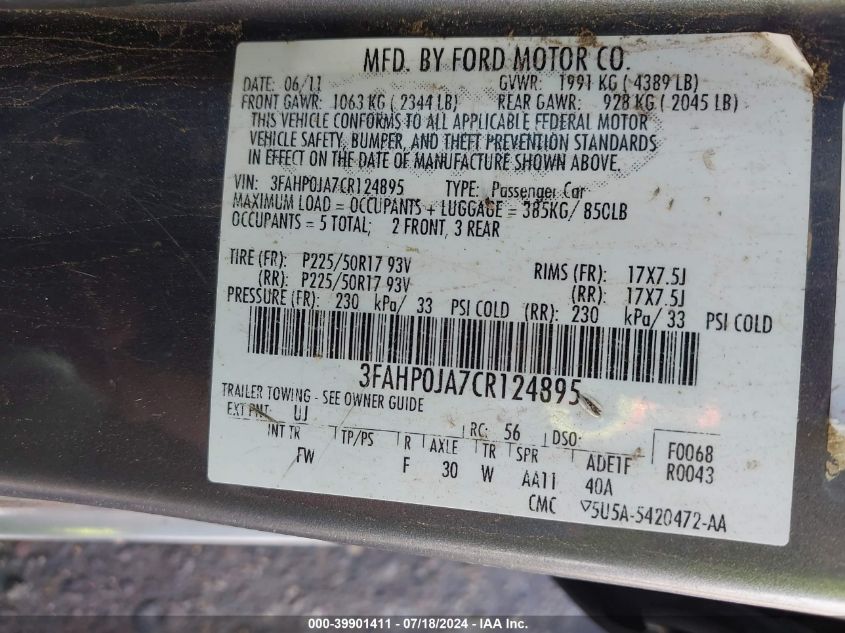 MFD. BY FORD MOTOR CO.
DATE: 06/11 GVWR: 1991 KG ( 4389 LB)
FRONT GAWR: 1063 KG ( 2344 LB) REAR GAWR: 928 KG ( 2045 LB)
THIS VEHICLE CONFORMS TO ALL APPLICABLE FEDERAL MOTOR
VEHICLE SAFETY, BUMPER, AND THEFT PREVENTION STANDARDS
IN EFFECT ON THE DATE OF MANUFACTURE SHOWN ABOVE.
VIN: 3FAHP0JA7CR124895 TYPE: Passenger Car
MAXIMUM LOAD = OCCUPANTS + LUGGAGE = 385KG/ 850LB
OCCUPANTS = 5 TOTAL; 2 FRONT, 3 REAR
TIRE (FR): P225/50R17 93V RIMS (FR): 17X7.5J
(RR): P225/50R17 93V (RR): 17X7.5J
PRESSURE (FR): 230 kPa/ 33 PSI COLD (RR): 230 kPa/ 33 PSI COLD
3FAHP0JA7CR124895
TRAILER TOWING - SEE OWNER GUIDE
EXT PNT: UJ RC: 56 DSO: F0068
INT TR TP/PS R AXLE TR SPR ADE1F R0043
FW F 30 W AA11 40A
CMC ▽5U5A-5420472-AA
000-39901411 - 07/18/2024 - IAA Inc.